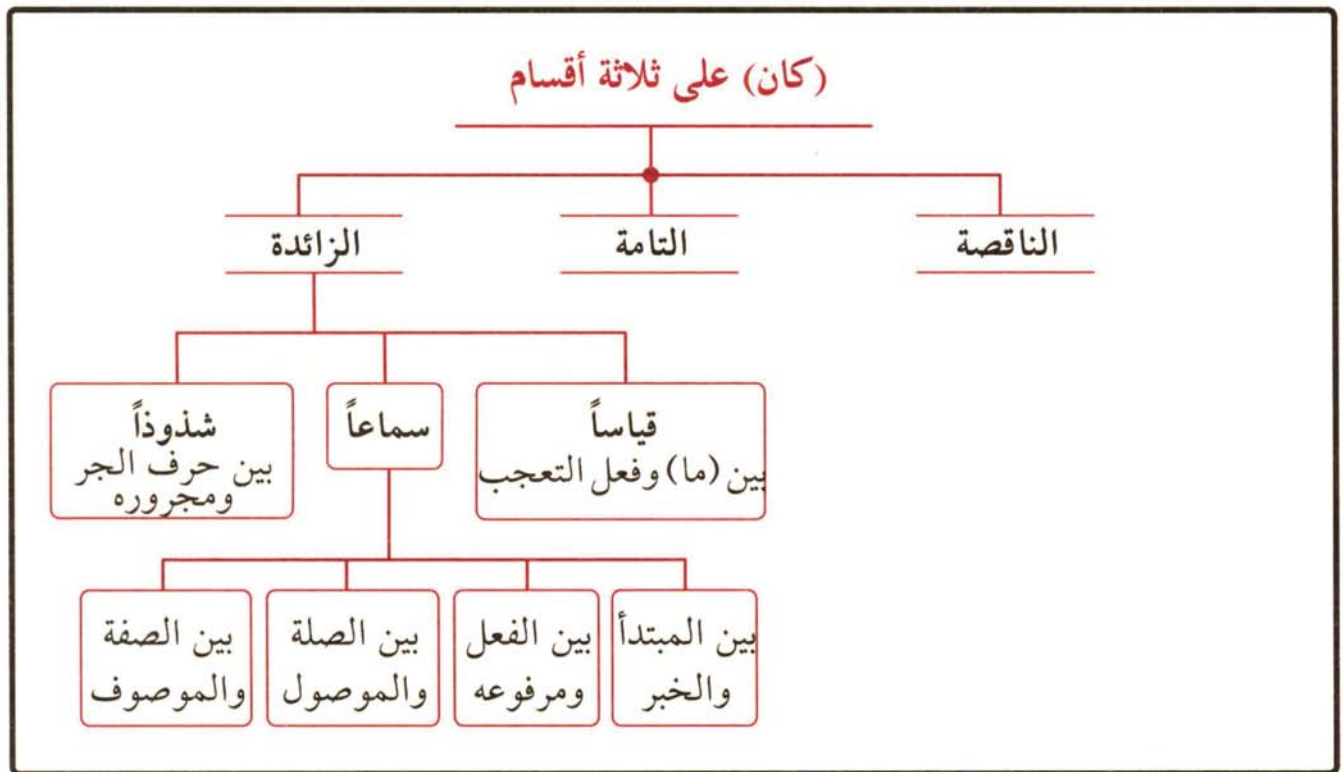 (كان) على ثلاثة أقسام
الناقصة
التامة
الزائدة
قياساً
بين (ما) وفعل التعجب
سماعاً
شذوذاً
بين حرف الجر
ومجروره
بين المبتدأ
والخبر
بين الفعل
ومرفوعه
بين الصلة
والموصول
بين الصفة
والموصوف